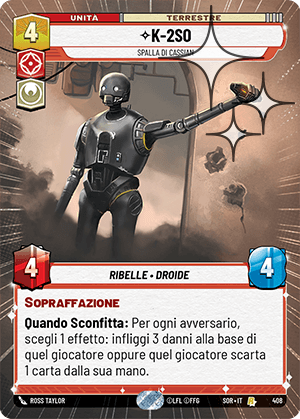 UNITÀ
TERRESTRE
4
✧K-2SO
SPALLA DI CASSIAN
4
RIBELLE • DROIDE
4
SOPRAFFAZIONE
Quando Sconfitta: Per ogni avversario,
scegli 1 effetto: infliggi 3 danni alla base di
quel giocatore oppure quel giocatore scarta
1 carta dalla sua mano.
ROSS TAYLOR
©LFL ©FFG
SOR • IT
408